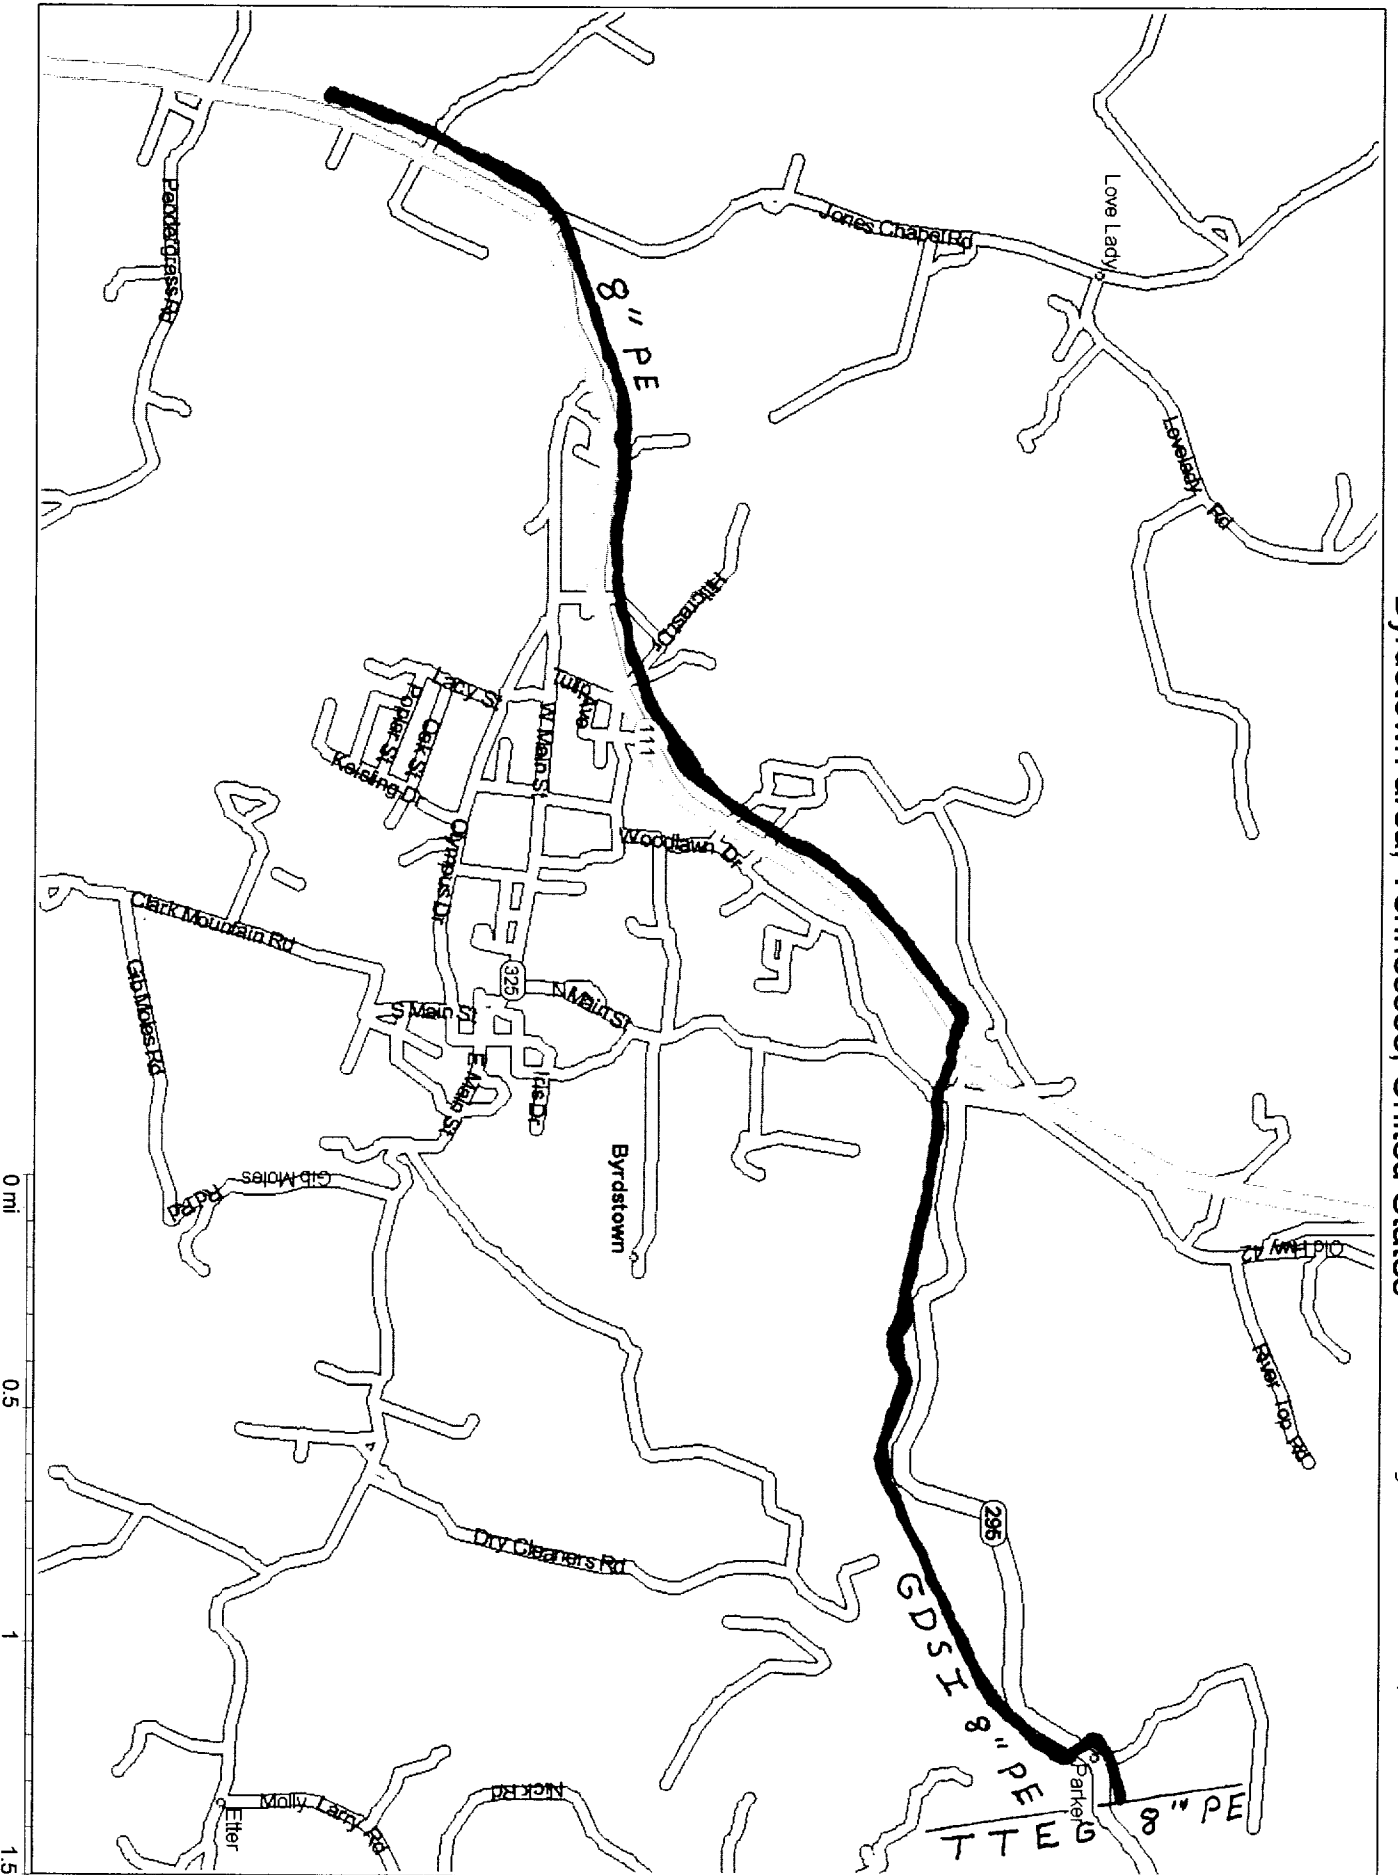 Byrdstown area, Tennessee, United States
Love Lady
Jones Chapel Rd
Lovelady Rd
Pendergrass Rd
8" PE
Hillcrest Dr
Tulip Ave
111
Lacy St
Poplar St
Oak St
Keisling Dr
W Main St
Olympus Dr
Woodlawn Dr
Clark Mountain Rd
Gib Moles Rd
325
N Main St
S Main St
E Main St
Iris Dr
Byrdstown
Gib Moles Rd
Rd
Old Hwy 42
River Top Rd
295
Dry Cleaners Rd
GDSI 8" PE
Parker
8" PE
TTEG
Nick Rd
Molly Larry Rd
Etter
0 mi
0.5
1
1.5